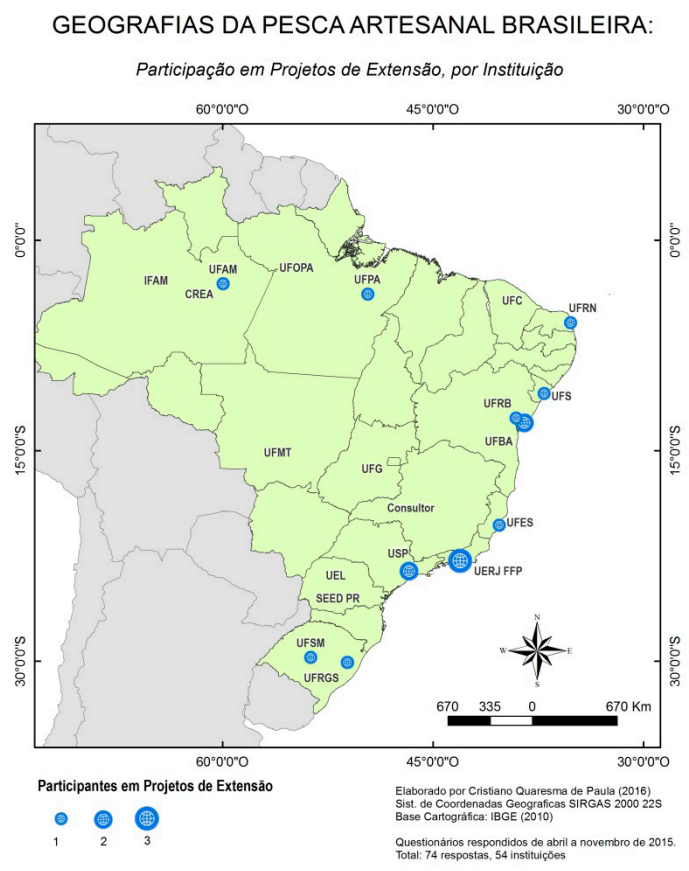 GEOGRAFIAS DA PESCA ARTESANAL BRASILEIRA:
Participação em Projetos de Extensão, por Instituição
60°0'0"O 45°0'0"O 30°0'0"O
0°0'0" 0°0'0"
IFAM UFAM UFOPA UFPA
CREA
UFC
UFRN
UFS
UFRB
15°0'0"S 15°0'0"S
UFBA
UFMT
UFG
Consultor
UFES
USP
UERJ FFP
UEL
SEED PR
UFSM
30°0'0"S 30°0'0"S
UFRGS
N
W E
S
670 335 0 670 Km
60°0'0"O 45°0'0"O 30°0'0"O
Participantes em Projetos de Extensão
1 2 3
Elaborado por Cristiano Quaresma de Paula (2016)
Sist. de Coordenadas Geograficas SIRGAS 2000 22S
Base Cartográfica: IBGE (2010)
Questionários respondidos de abril a novembro de 2015.
Total: 74 respostas, 54 instituições